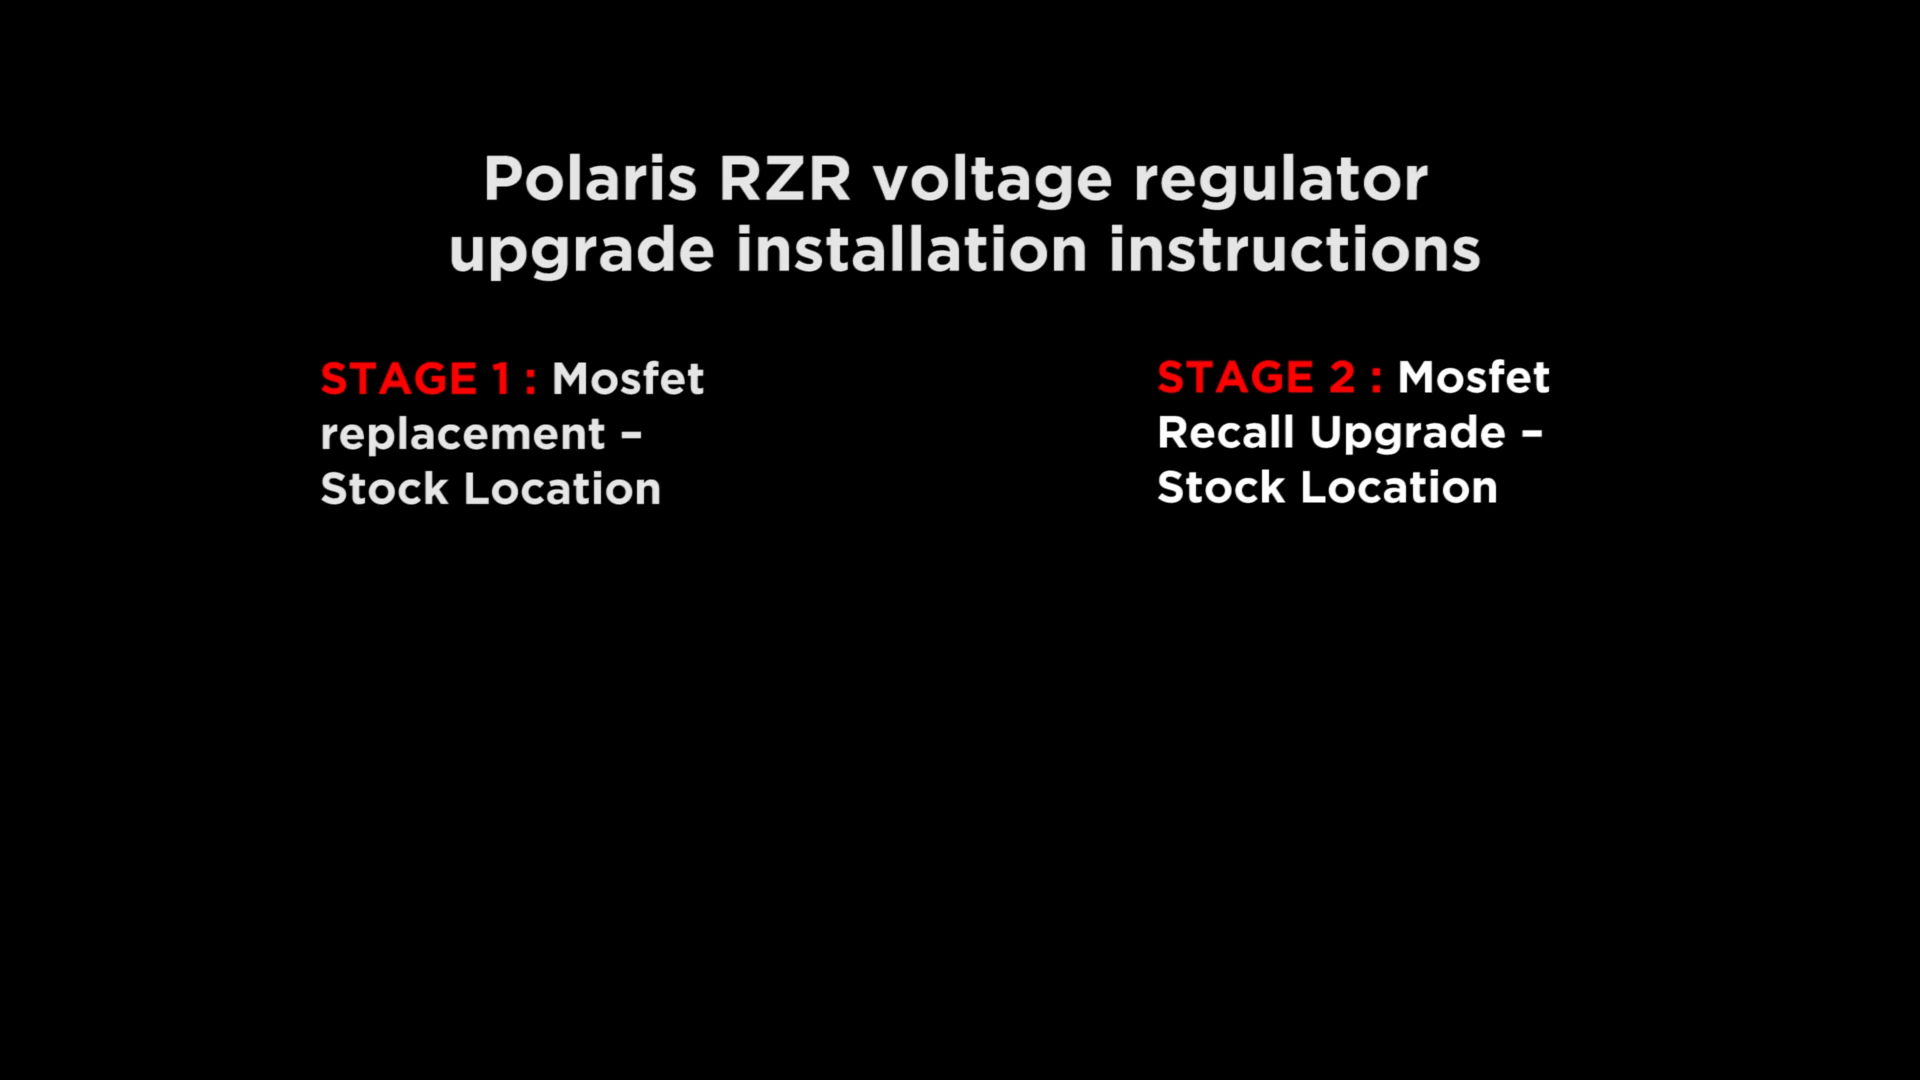 Polaris RZR voltage regulator
upgrade installation instructions
STAGE 1 : Mosfet
replacement –
Stock Location
STAGE 2 : Mosfet
Recall Upgrade –
Stock Location